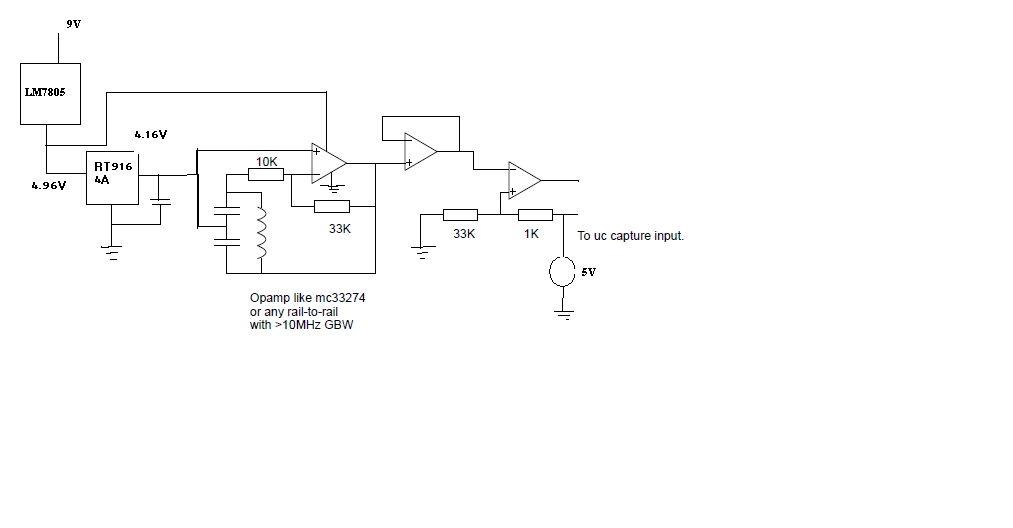 9V
LM7805
4.16V
RT916
4A
4.96V
+
10K
33K
+
+
33K
1K
To uc capture input.
5V
Opamp like mc33274
or any rail-to-rail
with >10MHz GBW